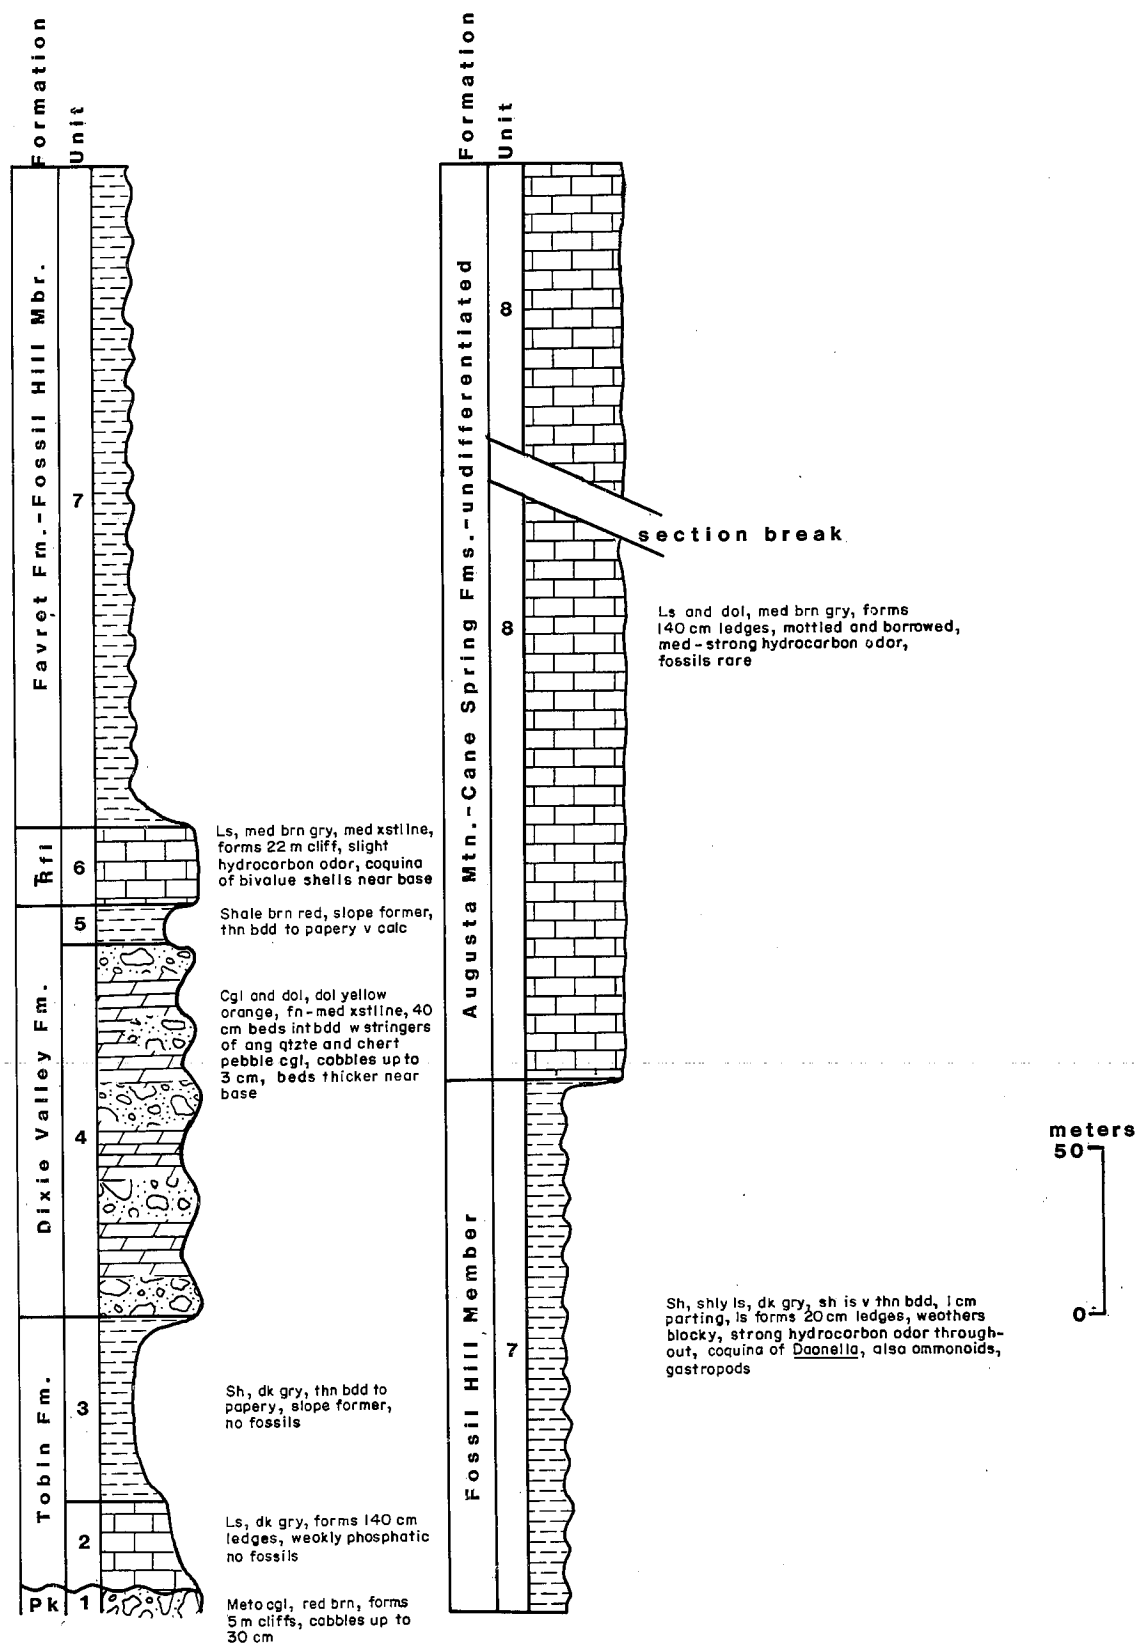 Formation
Unit
Favret Fm.-Fossil Hill Mbr.
7
Ꞧfl
6
Ls, med brn gry, med xstline,
forms 22 m cliff, slight
hydrocarbon odor, coquina
of bivalue shells near base
5
Shale brn red, slope former,
thn bdd to papery v calc
Dixie Valley Fm.
4
Cgl and dol, dol yellow
orange, fn-med xstline, 40
cm beds intbdd w stringers
of ang qtzte and chert
pebble cgl, cobbles up to
3 cm, beds thicker near
base
Tobin Fm.
3
Sh, dk gry, thn bdd to
papery, slope former,
no fossils
2
Ls, dk gry, forms 140 cm
ledges, weokly phosphatic
no fossils
Pk
1
Meto cgl, red brn, forms
5 m cliffs, cabbles up to
30 cm
Formation
Unit
Augusta Mtn.-Cane Spring Fms.-undifferentiated
8
section break
8
Ls and dol, med brn gry, forms
140 cm ledges, mottled and borrowed,
med-strong hydrocarbon odor,
fossils rare
Fossil Hill Member
7
Sh, shly ls, dk gry, sh is v thn bdd, 1 cm
parting, ls forms 20 cm ledges, weothers
blocky, strong hydrocarbon odor through-
out, coquina of Daonella, alsa ommonoids,
gastropods
meters
50
0